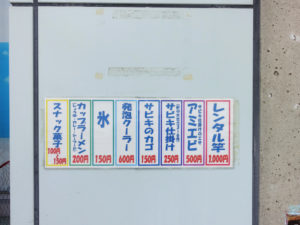 レンタル竿
1,000円
アミエビ
500円
サビキ仕掛け
250円
サビキのカゴ
150円
発泡クーラー
600円
氷
150円
カップラーメン
200円
スナック菓子
100円
150円